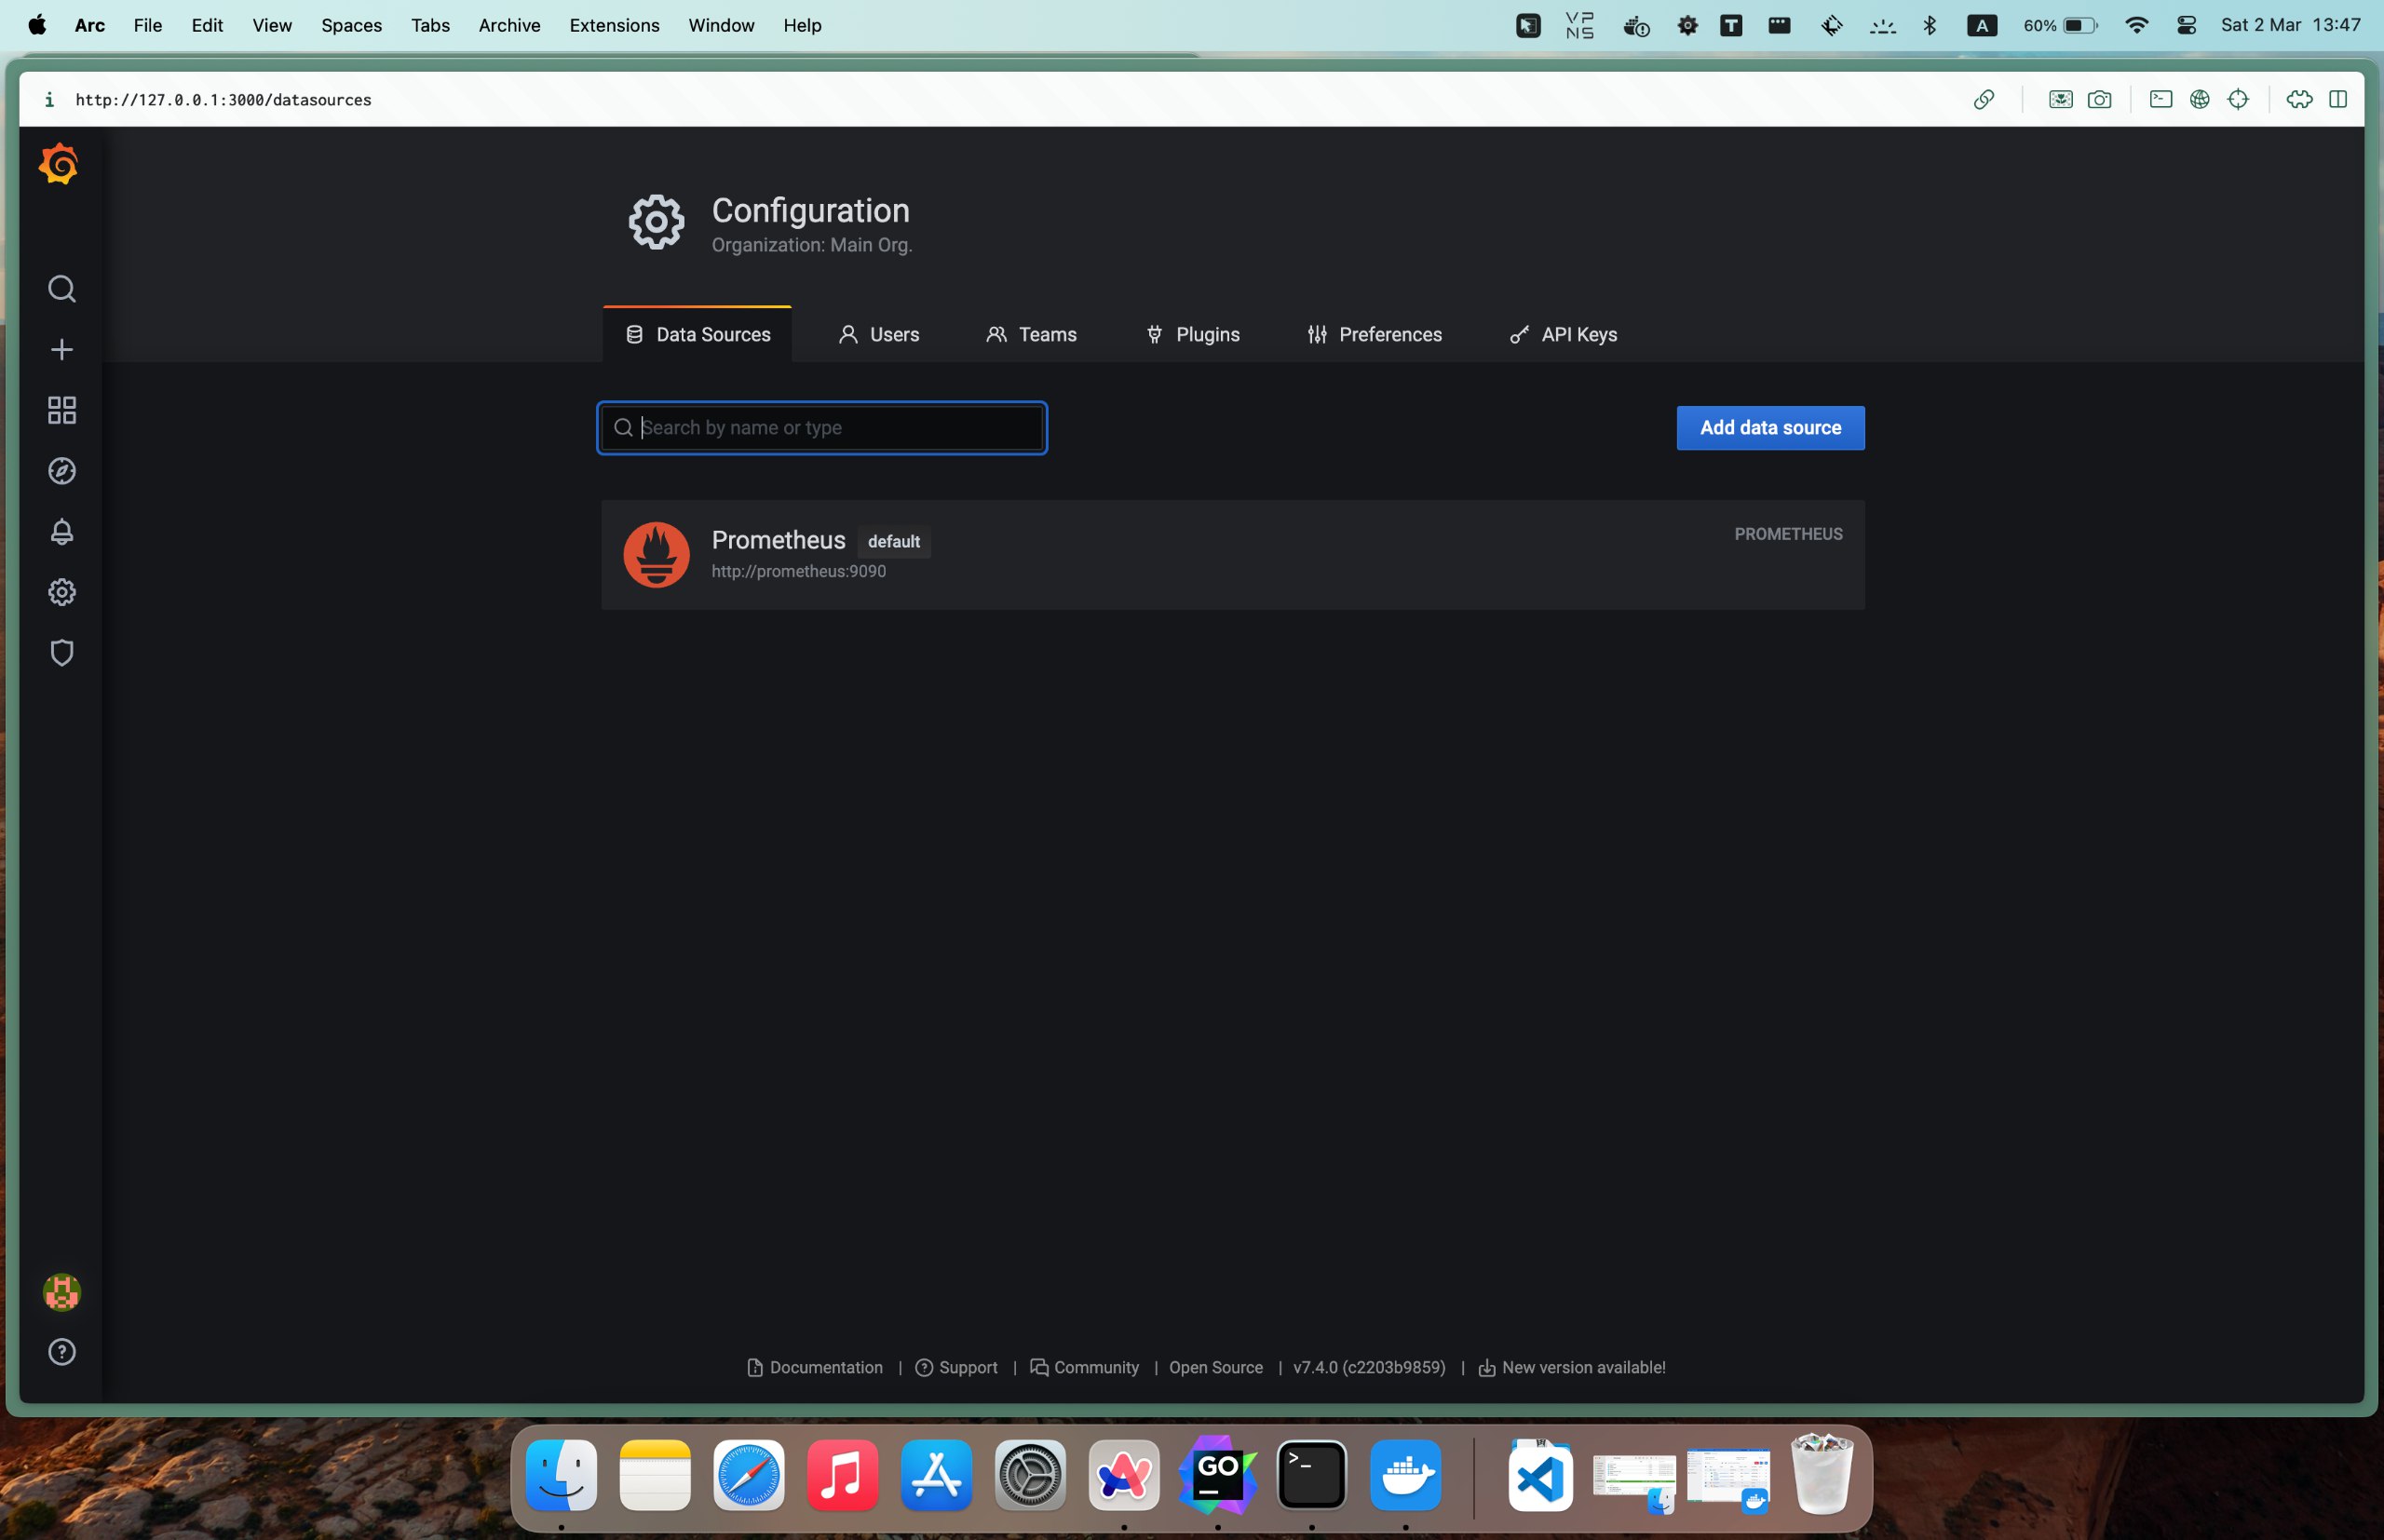 Arc File Edit View Spaces Tabs Archive Extensions Window Help VPNS T A 60% Sat 2 Mar 13:47
i http://127.0.0.1:3000/datasources
Configuration
Organization: Main Org.
Data Sources Users Teams Plugins Preferences API Keys
Search by name or type Add data source
Prometheus default PROMETHEUS
http://prometheus:9090
Documentation | Support | Community | Open Source | v7.4.0 (c2203b9859) | New version available!
GO >_